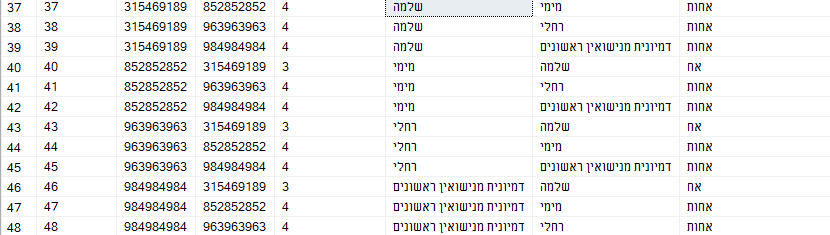 37 37 315469189 852852852 4 שלמה מימי אחות
38 38 315469189 963963963 4 שלמה רחלי אחות
39 39 315469189 984984984 4 שלמה דמיונית מנישואין ראשונים אחות
40 40 852852852 315469189 3 מימי שלמה אח
41 41 852852852 963963963 4 מימי רחלי אחות
42 42 852852852 984984984 4 מימי דמיונית מנישואין ראשונים אחות
43 43 963963963 315469189 3 רחלי שלמה אח
44 44 963963963 852852852 4 רחלי מימי אחות
45 45 963963963 984984984 4 רחלי דמיונית מנישואין ראשונים אחות
46 46 984984984 315469189 3 דמיונית מנישואין ראשונים שלמה אח
47 47 984984984 852852852 4 דמיונית מנישואין ראשונים מימי אחות
48 48 984984984 963963963 4 דמיונית מנישואין ראשונים רחלי אחות